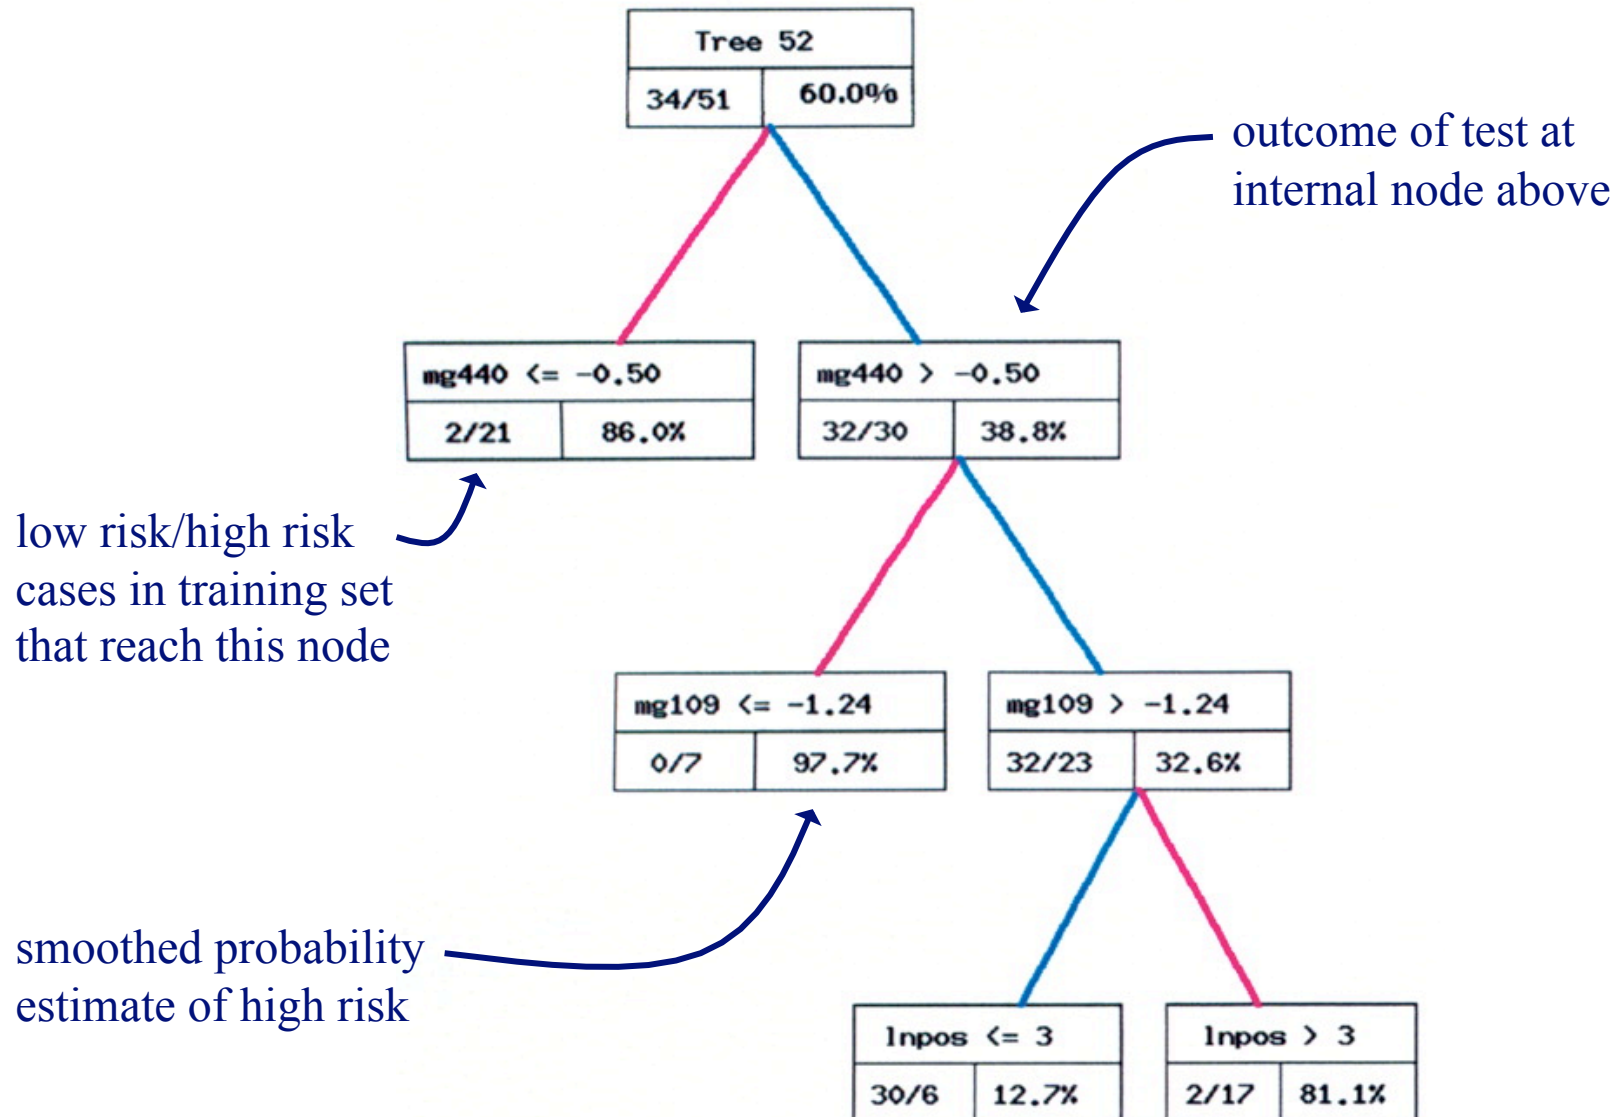 Tree 52
34/51 60.0%
outcome of test at
internal node above
mg440 <= -0.50
2/21 86.0%
mg440 > -0.50
32/30 38.8%
low risk/high risk
cases in training set
that reach this node
mg109 <= -1.24
0/7 97.7%
mg109 > -1.24
32/23 32.6%
smoothed probability
estimate of high risk
lnpos <= 3
30/6 12.7%
lnpos > 3
2/17 81.1%